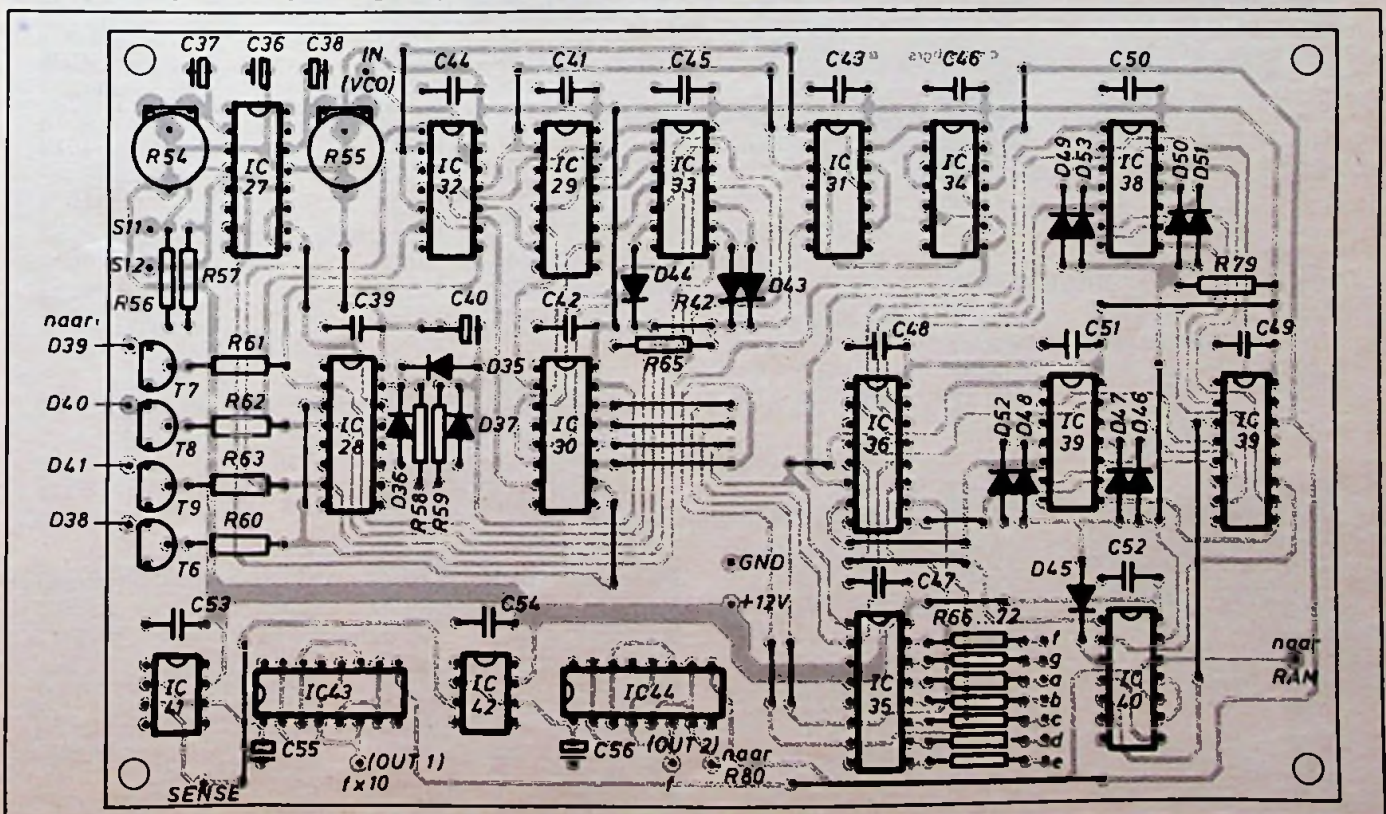 C37
C36
C38
IN
(VCO)
C44
C41
C45
C43
C46
C50
R54
IC
27
R55
IC
32
IC
29
IC
33
IC
31
IC
34
D49
D53
IC
38
D50
D51
S11
S12
R56
R57
C39
C40
C42
D44
R42
D43
R79
naar
D39
T7
R61
D35
R65
C48
C51
C49
D40
T8
R62
IC
28
D37
IC
30
IC
36
D52
D48
IC
39
D47
D46
IC
39
D41
T9
R63
D36
R58
R59
D38
T6
R60
GND
+12V
C47
D45
C52
C53
C54
R66...72
f
g
a
b
c
d
e
IC
41
IC43
IC
42
IC44
IC
35
IC
40
naar
RAM
C55
(OUT 1)
fx10
C56
(OUT 2)
f
naar
R80
SENSE